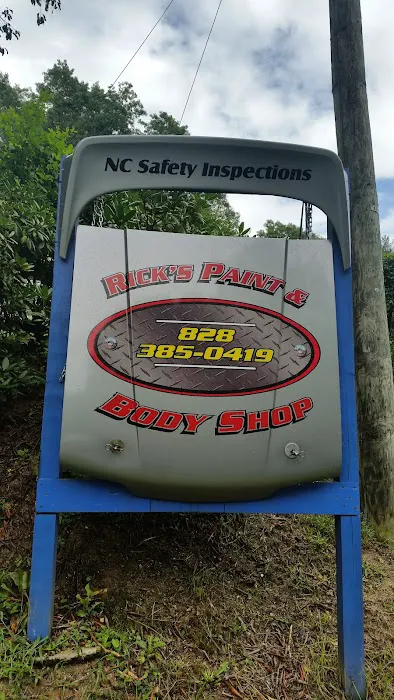 NC Safety Inspections
Rick's Paint &
828
385-0419
Body Shop